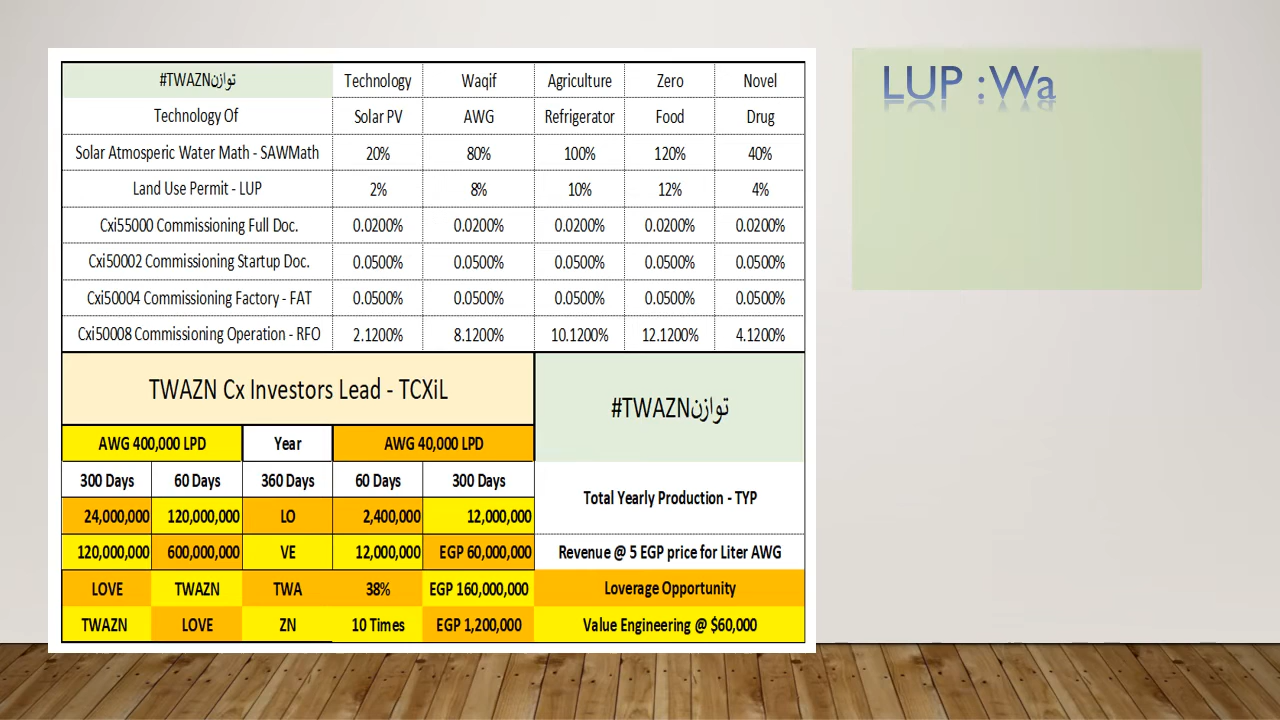 #TWAZNتوازن Technology Waqif Agriculture Zero Novel
Technology Of Solar PV AWG Refrigerator Food Drug
Solar Atmosperic Water Math - SAWMath 20% 80% 100% 120% 40%
Land Use Permit - LUP 2% 8% 10% 12% 4%
Cxi55000 Commissioning Full Doc. 0.0200% 0.0200% 0.0200% 0.0200% 0.0200%
Cxi50002 Commissioning Startup Doc. 0.0500% 0.0500% 0.0500% 0.0500% 0.0500%
Cxi50004 Commissioning Factory - FAT 0.0500% 0.0500% 0.0500% 0.0500% 0.0500%
Cxi50008 Commissioning Operation - RFO 2.1200% 8.1200% 10.1200% 12.1200% 4.1200%
TWAZN Cx Investors Lead - TCXiL
#TWAZNتوازن
AWG 400,000 LPD Year AWG 40,000 LPD
300 Days 60 Days 360 Days 60 Days 300 Days
Total Yearly Production - TYP
24,000,000 120,000,000 LO 2,400,000 12,000,000
120,000,000 600,000,000 VE 12,000,000 EGP 60,000,000 Revenue @ 5 EGP price for Liter AWG
LOVE TWAZN TWA 38% EGP 160,000,000 Loverage Opportunity
TWAZN LOVE ZN 10 Times EGP 1,200,000 Value Engineering @ $60,000
LUP :Wa